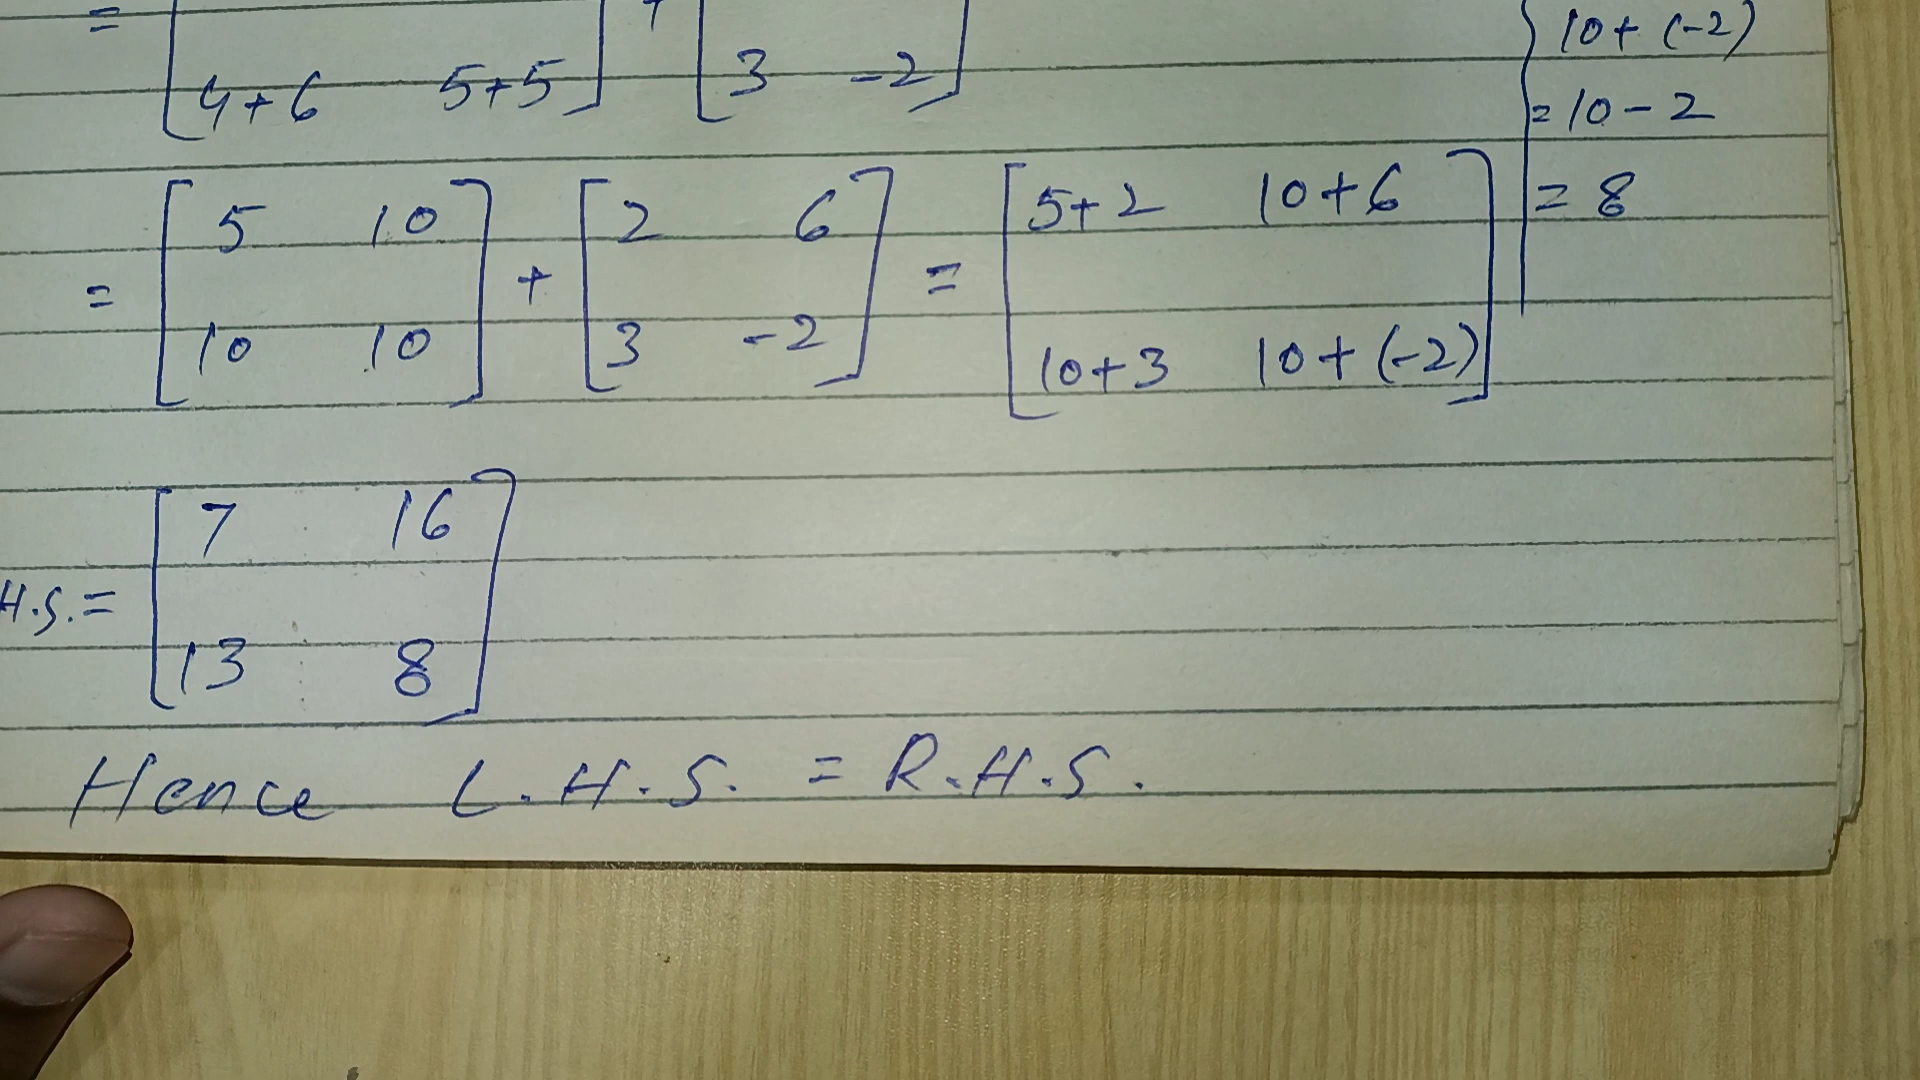 =
4+6 5+5 + 3 -2
10+(-2)
=10-2
=8
= [5 10] + [2 6] = [5+2 10+6]
[10 10] [3 -2] [10+3 10+(-2)]
H.S.= [7 16]
[13 8]
Hence L.H.S. = R.H.S.